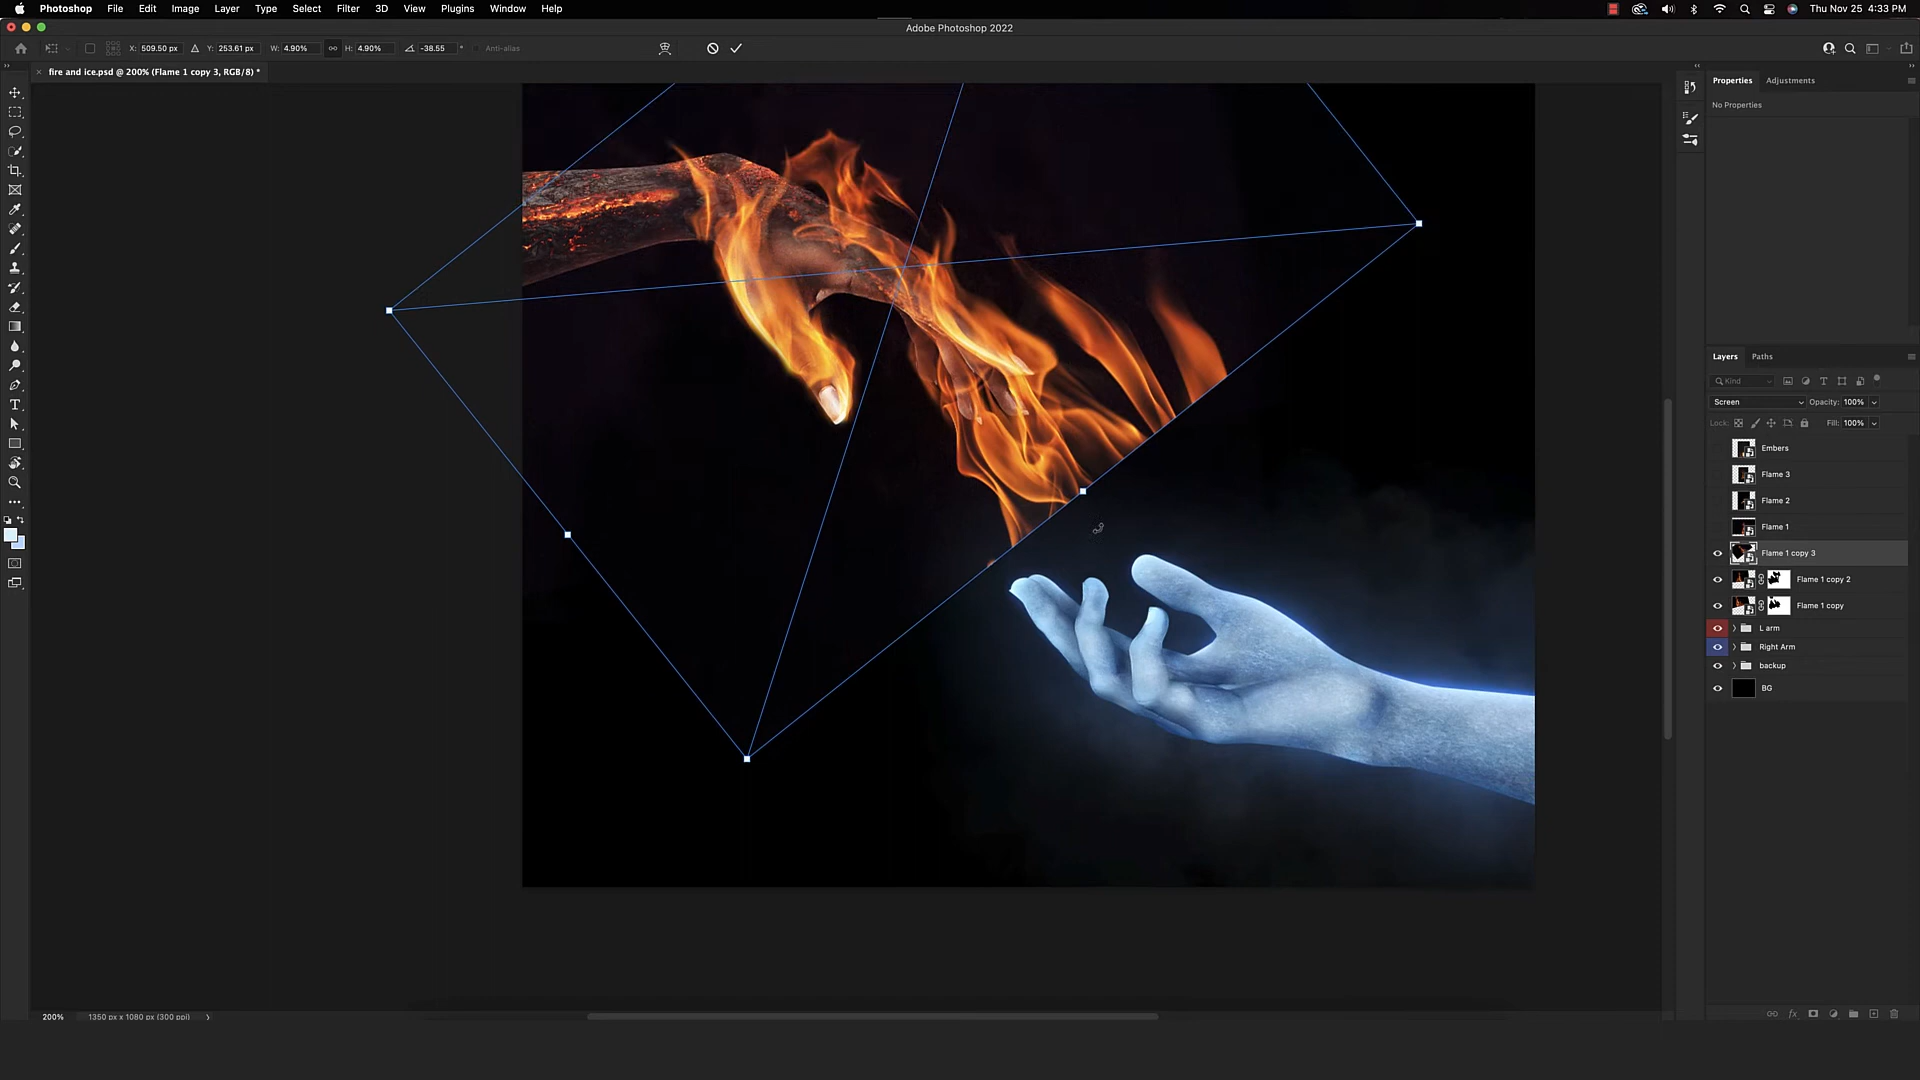 Photoshop File Edit Image Layer Type Select Filter 3D View Plugins Window Help Thu Nov 25 4:33 PM
Adobe Photoshop 2022
X: 509.50 px Y: 253.61 px W: 4.90% H: 4.90% -38.55 ° Anti-alias
× fire and ice.psd @ 200% (Flame 1 copy 3, RGB/8) *
Properties Adjustments
No Properties
Layers Paths
Kind
Screen Opacity: 100%
Lock: Fill: 100%
Embers
Flame 3
Flame 2
Flame 1
Flame 1 copy 3
Flame 1 copy 2
Flame 1 copy
L arm
Right Arm
backup
BG
200% 1350 px x 1080 px (300 ppi)